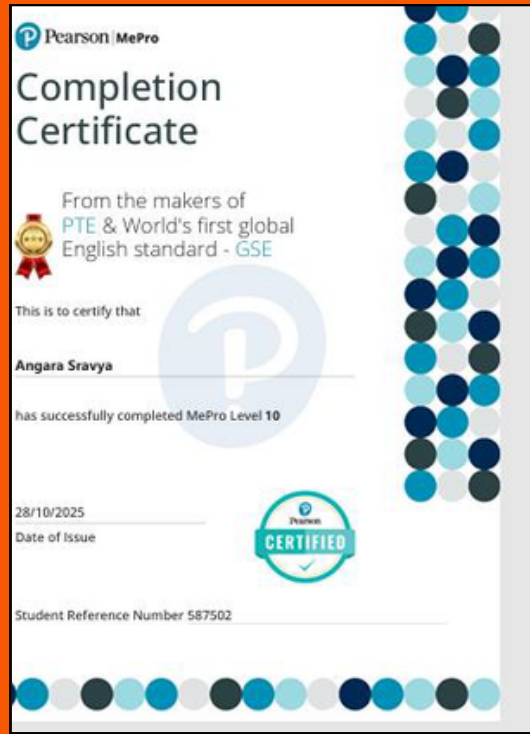 Pearson | MePro
Completion
Certificate
From the makers of
PTE & World's first global
English standard - GSE
This is to certify that
Angara Sravya
has successfully completed MePro Level 10
28/10/2025
Date of Issue
Pearson
CERTIFIED
Student Reference Number 587502